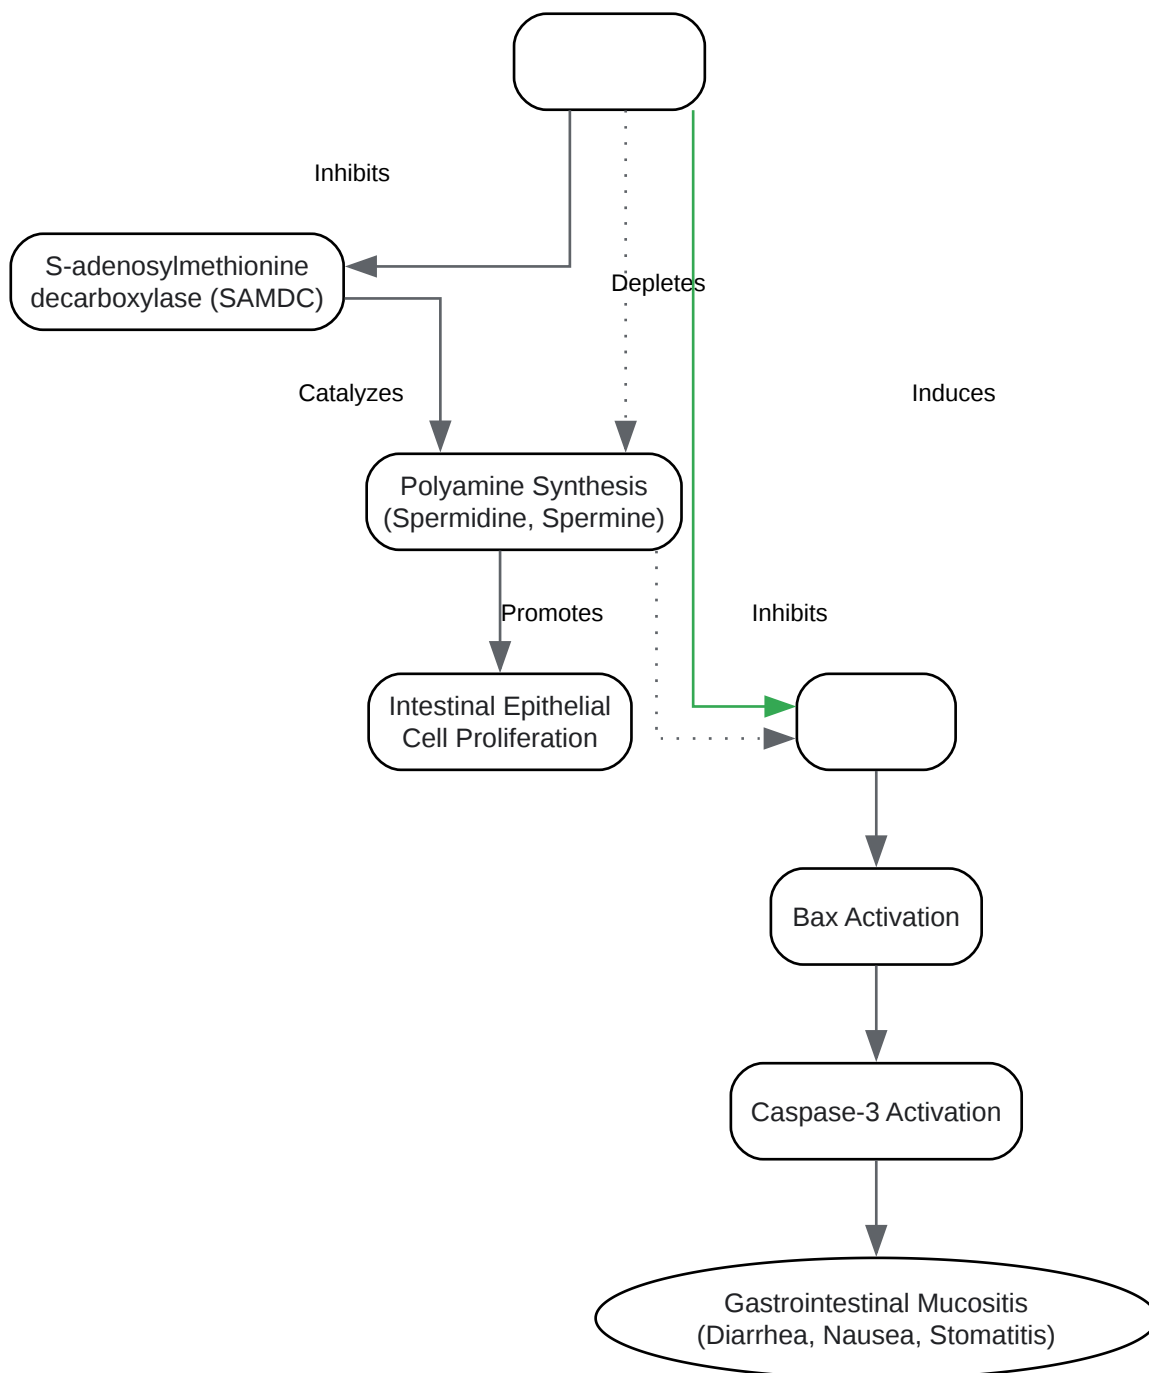 Inhibits
S-adenosylmethionine
decarboxylase (SAMDC)
Depletes
Catalyzes
Induces
Polyamine Synthesis
(Spermidine, Spermine)
Promotes
Inhibits
Intestinal Epithelial
Cell Proliferation
Bax Activation
Caspase-3 Activation
Gastrointestinal Mucositis
(Diarrhea, Nausea, Stomatitis)